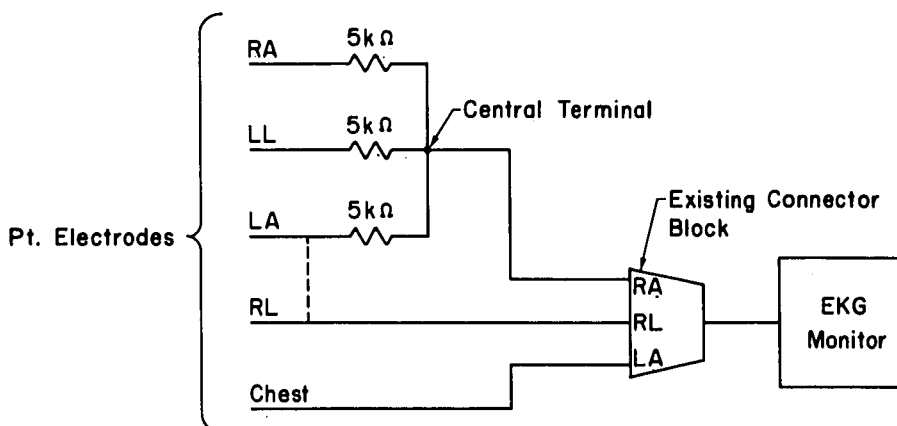 RA
5kΩ
Central Terminal
LL
5kΩ
LA
5kΩ
Pt. Electrodes
Existing Connector
Block
RL
Chest
RA
RL
LA
EKG
Monitor